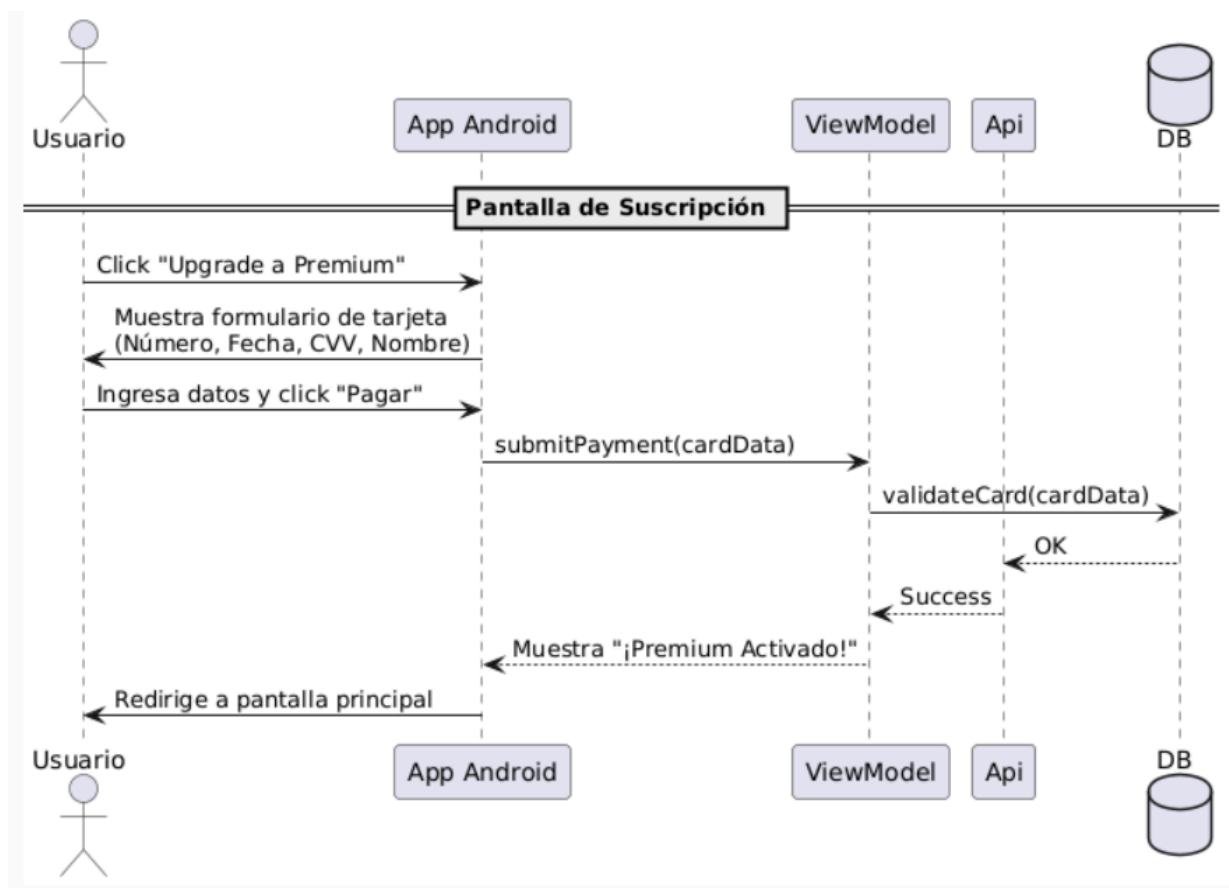 Usuario
App Android
ViewModel
Api
DB
Pantalla de Suscripción
Click "Upgrade a Premium"
Muestra formulario de tarjeta
(Número, Fecha, CVV, Nombre)
Ingresa datos y click "Pagar"
submitPayment(cardData)
validateCard(cardData)
OK
Success
Muestra "¡Premium Activado!"
Redirige a pantalla principal
Usuario
App Android
ViewModel
Api
DB